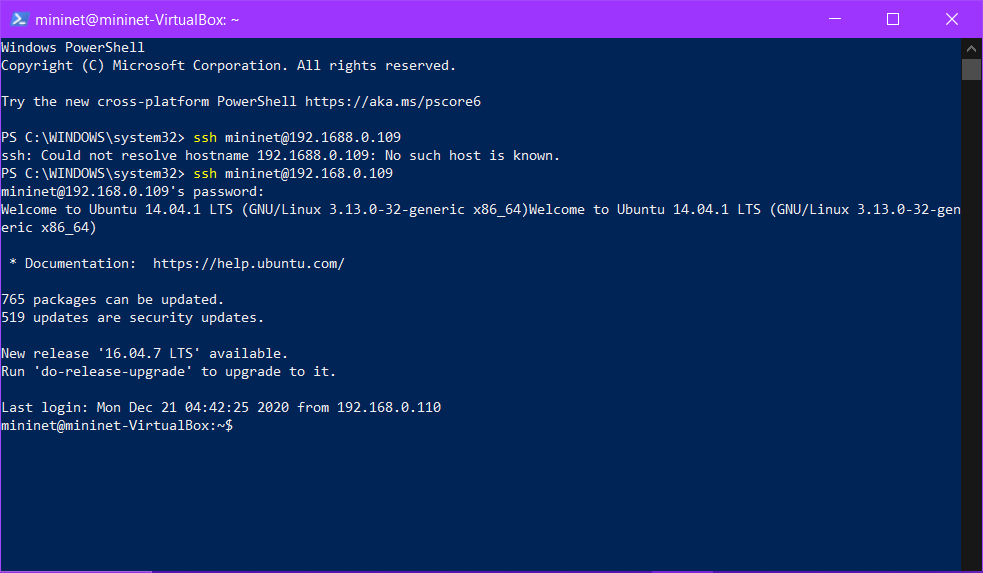 mininet@mininet-VirtualBox: ~
Windows PowerShell
Copyright (C) Microsoft Corporation. All rights reserved.
Try the new cross-platform PowerShell https://aka.ms/pscore6
PS C:\WINDOWS\system32> ssh mininet@192.1688.0.109
ssh: Could not resolve hostname 192.1688.0.109: No such host is known.
PS C:\WINDOWS\system32> ssh mininet@192.168.0.109
mininet@192.168.0.109's password:
Welcome to Ubuntu 14.04.1 LTS (GNU/Linux 3.13.0-32-generic x86_64)Welcome to Ubuntu 14.04.1 LTS (GNU/Linux 3.13.0-32-gen
eric x86_64)
 * Documentation:  https://help.ubuntu.com/
765 packages can be updated.
519 updates are security updates.
New release '16.04.7 LTS' available.
Run 'do-release-upgrade' to upgrade to it.
Last login: Mon Dec 21 04:42:25 2020 from 192.168.0.110
mininet@mininet-VirtualBox:~$